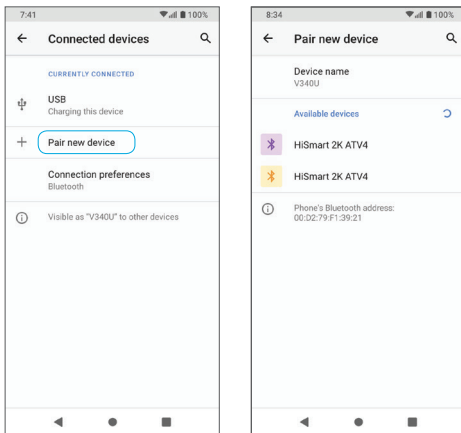 7:41
100%
Connected devices
CURRENTLY CONNECTED
USB
Charging this device
Pair new device
Connection preferences
Bluetooth
Visible as "V340U" to other devices
8:34
100%
Pair new device
Device name
V340U
Available devices
HiSmart 2K ATV4
HiSmart 2K ATV4
Phone's Bluetooth address:
00:D2:79:F1:39:21